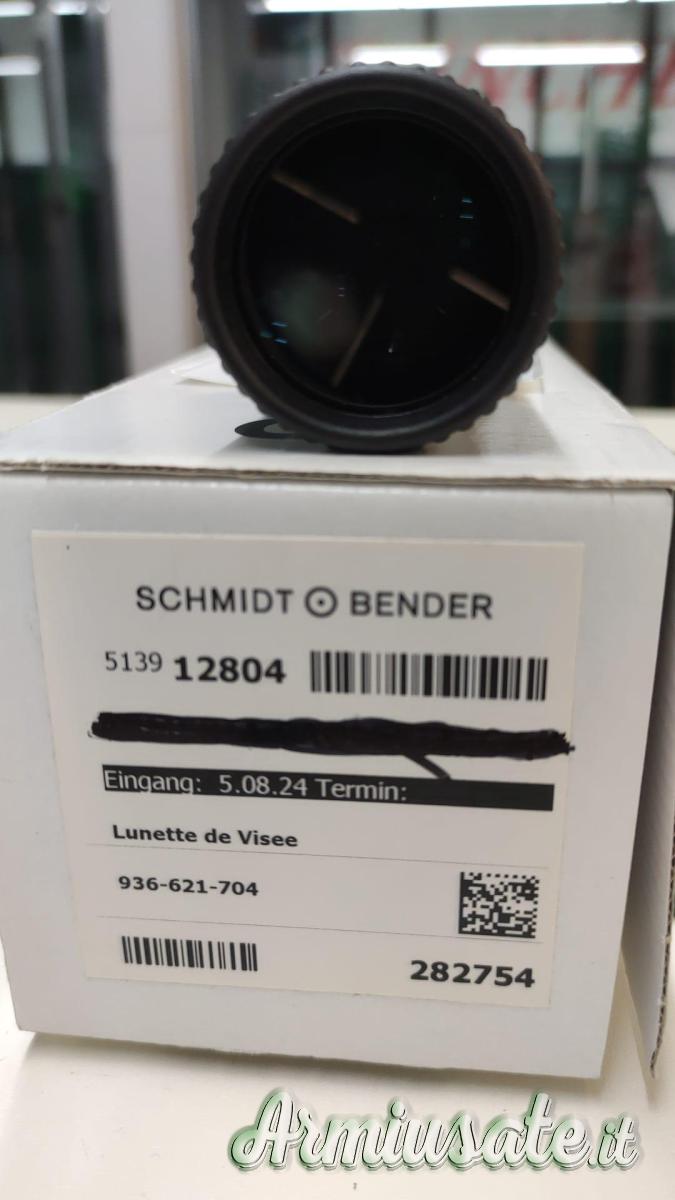 SCHMIDT BENDER
5139 12804
Eingang: 5.08.24 Termin:
Lunette de Visee
936-621-704
282754
Armiusate.it